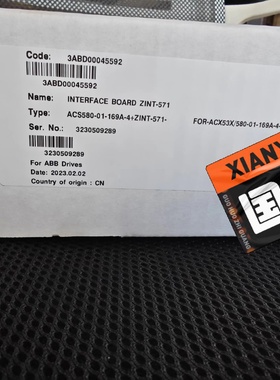 Code: 3ABD00045592
3ABD00045592
Name: INTERFACE BOARD ZINT-571
Type: ACS580-01-169A-4+ZINT-571- FOR-ACX53X/580-01-169A-4
Ser. No.: 3230509289
3230509289
For ABB Drives
Date: 2023.02.02
Country of origin : CN
XIANY